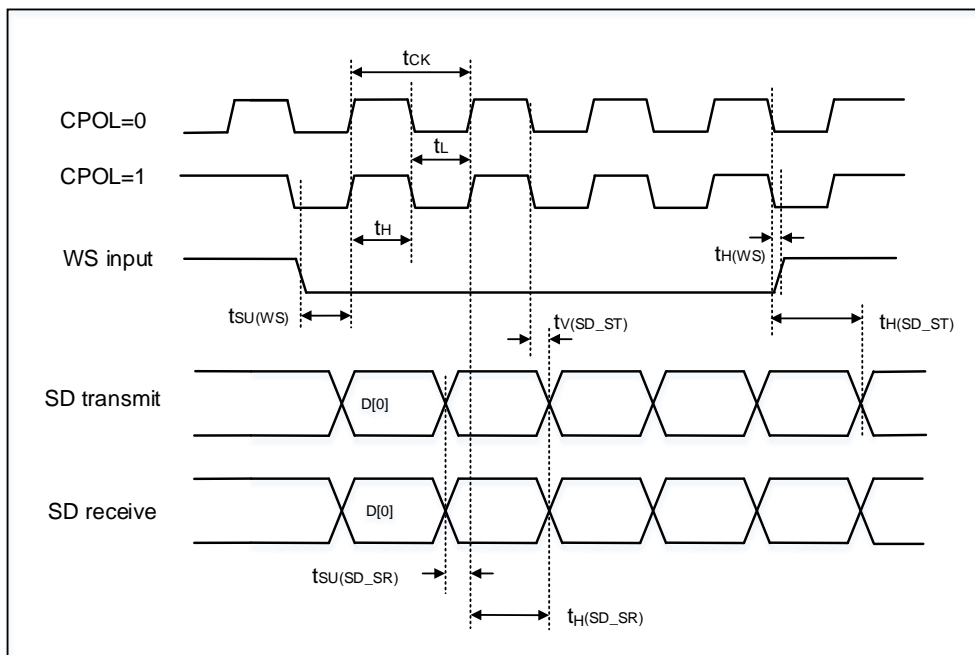 tCK
CPOL=0
tL
CPOL=1
tH
tH(WS)
WS input
tSU(WS)
tV(SD_ST)
tH(SD_ST)
SD transmit
D[0]
SD receive
D[0]
tSU(SD_SR)
tH(SD_SR)